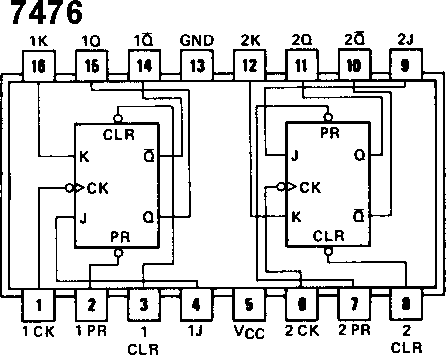 7476
1K 1Q 1Q̅ GND 2K 2Q 2Q̅ 2J
16 15 14 13 12 11 10 9
CLR PR
K Q̅ J Q
CK CK
J Q K Q̅
PR CLR
1 2 3 4 5 6 7 8
1 CK 1 PR 1 1J VCC 2 CK 2 PR 2
CLR CLR